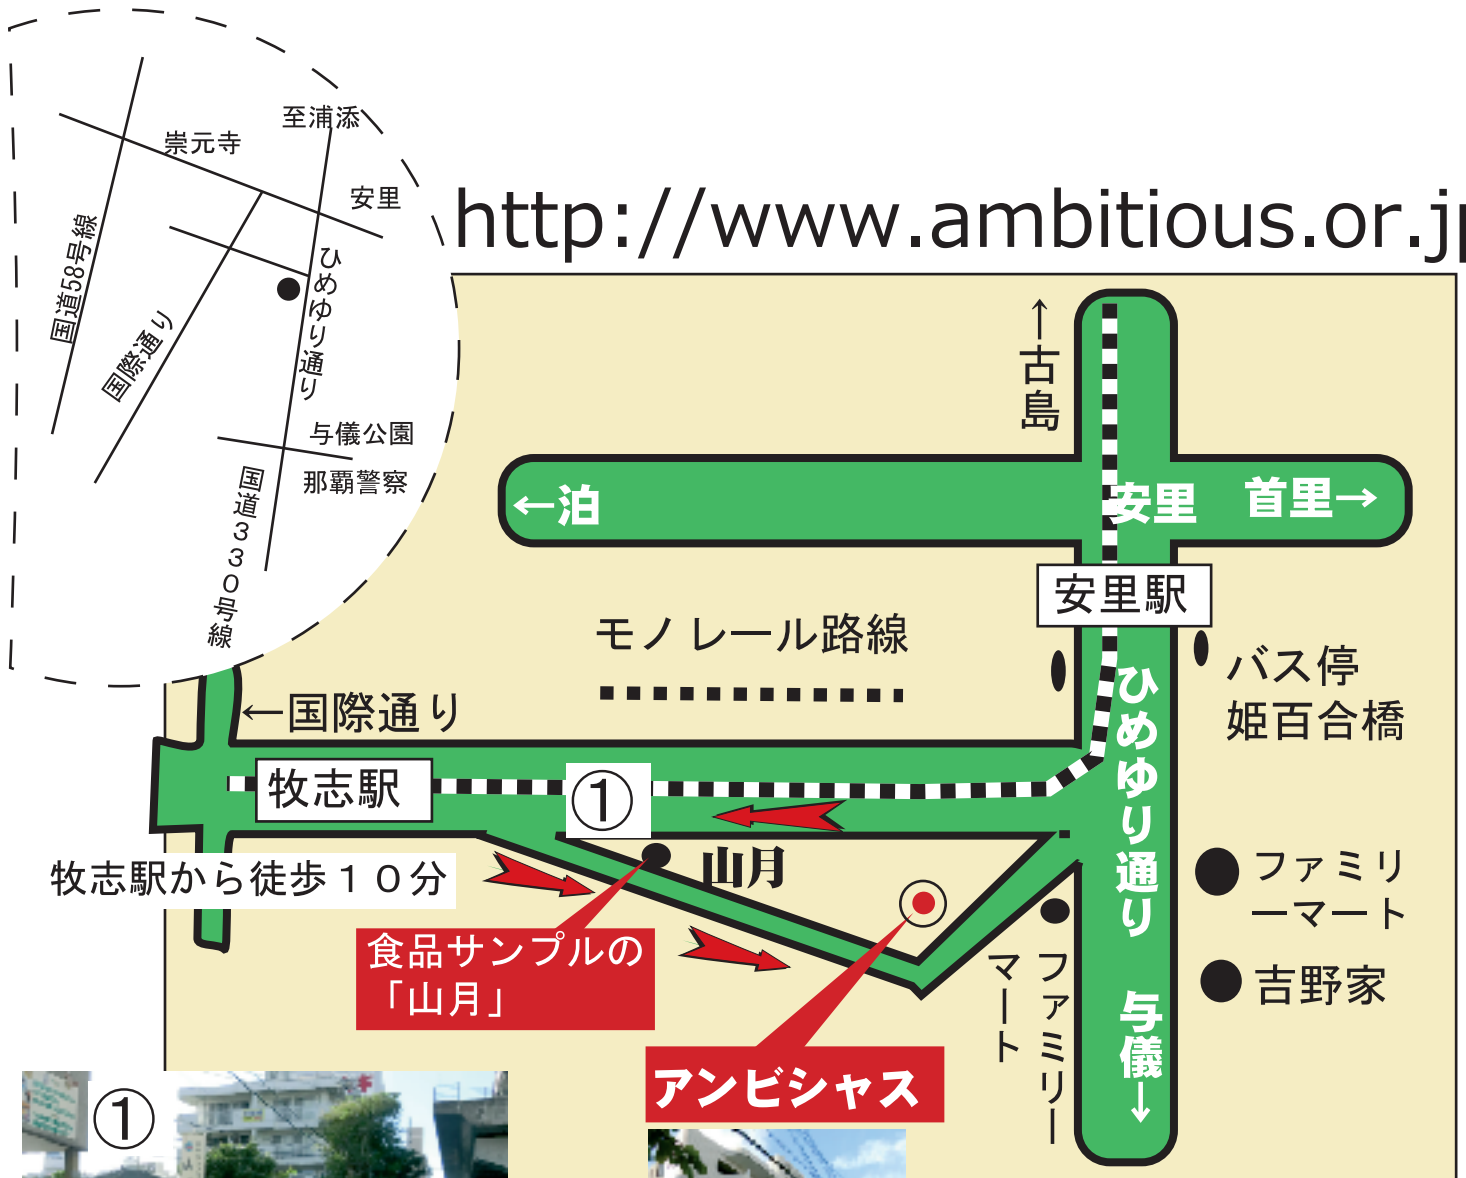 至浦添
崇元寺
安里
国道58号線
国際通り
ひめゆり通り
与儀公園
那覇警察
国道３３０号線
http://www.ambitious.or.jp
←古島
←泊
安里
首里→
安里駅
モノレール路線
バス停
姫百合橋
←国際通り
牧志駅
①
ひめゆり通り
牧志駅から徒歩１０分
山月
ファミリ
ーマート
食品サンプルの
「山月」
ファミリー
マート
吉野家
与儀→
アンビシャス
①